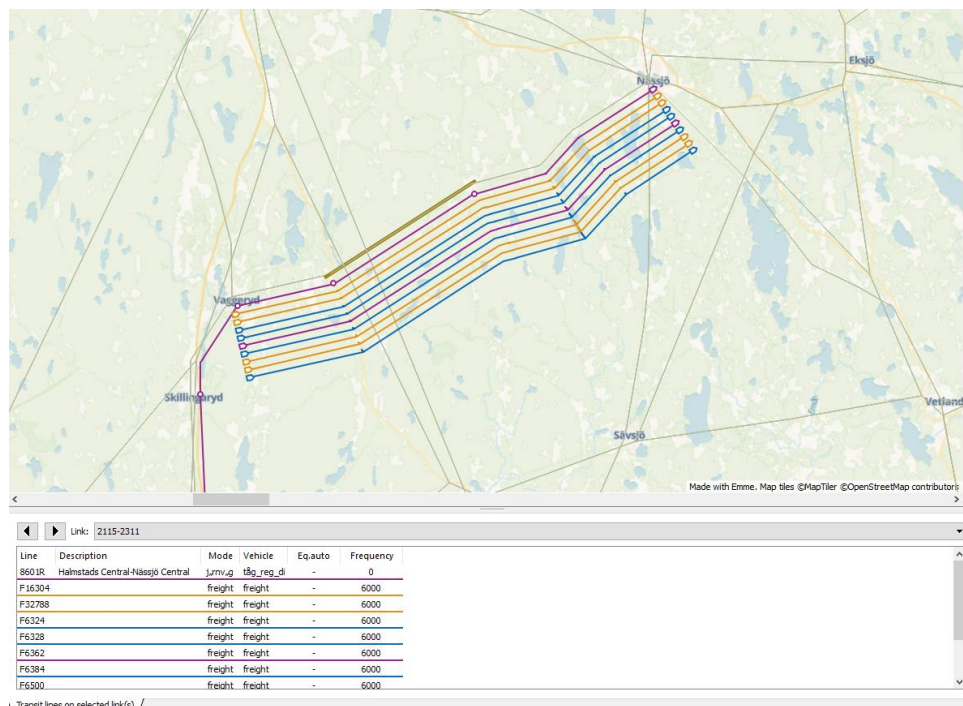 Eksjö
Nässjö
Vaggeryd
Skillingaryd
Vetland
Sävsjö
Made with Emme. Map tiles ©MapTiler ©OpenStreetMap contributors
Link: 2115-2311
Line Description Mode Vehicle Eq.auto Frequency
8601R Halmstads Central-Nässjö Central j,rnv,,g tåg_reg_di - 0
F16304 freight freight - 6000
F32788 freight freight - 6000
F6324 freight freight - 6000
F6328 freight freight - 6000
F6362 freight freight - 6000
F6384 freight freight - 6000
F6500 freight freight - 6000
Transit lines on selected link(s)